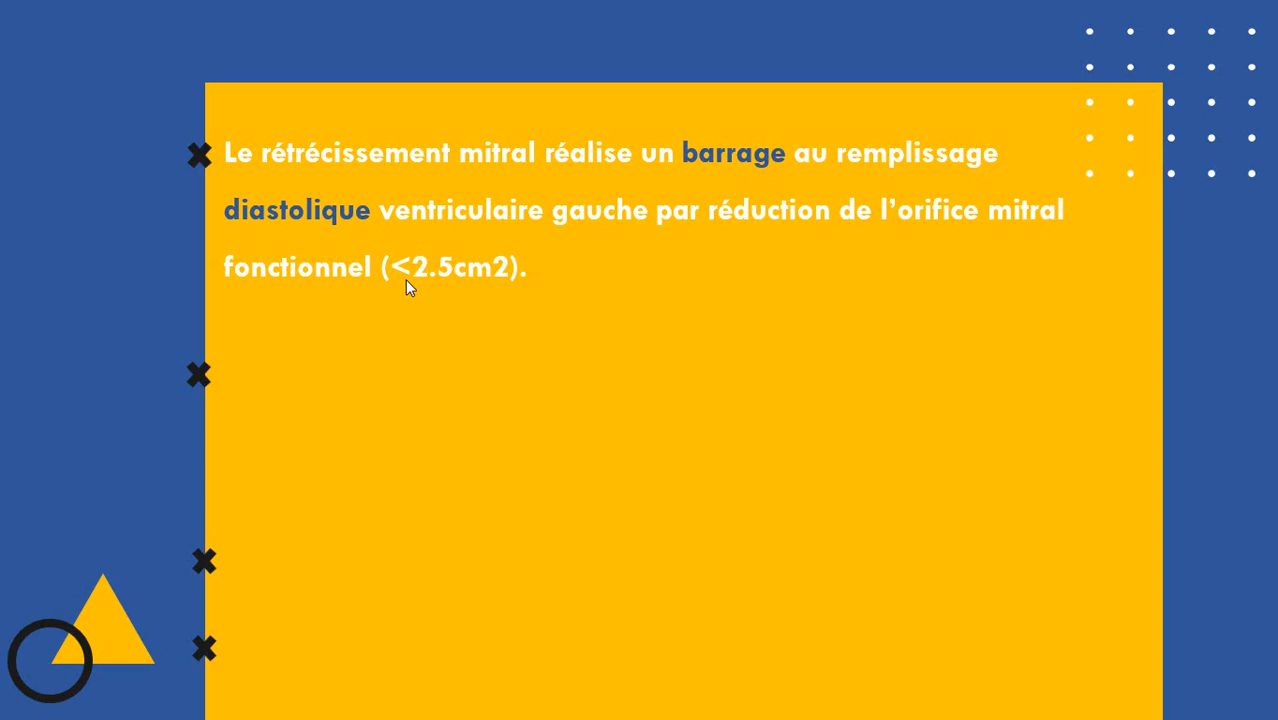 Le rétrécissement mitral réalise un barrage au remplissage
diastolique ventriculaire gauche par réduction de l’orifice mitral
fonctionnel (<2.5cm2).